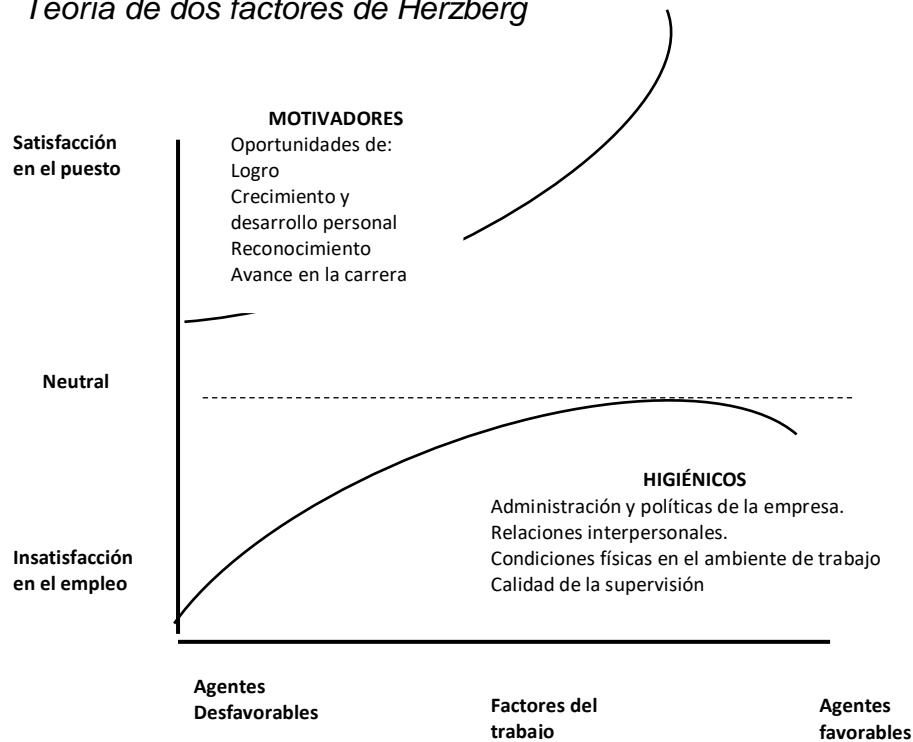 Teoría de dos factores de Herzberg
MOTIVADORES
Oportunidades de:
Logro
Crecimiento y
desarrollo personal
Reconocimiento
Avance en la carrera
Satisfacción
en el puesto
Neutral
HIGIÉNICOS
Administración y políticas de la empresa.
Relaciones interpersonales.
Condiciones físicas en el ambiente de trabajo
Calidad de la supervisión
Insatisfacción
en el empleo
Agentes
Desfavorables
Factores del
trabajo
Agentes
favorables